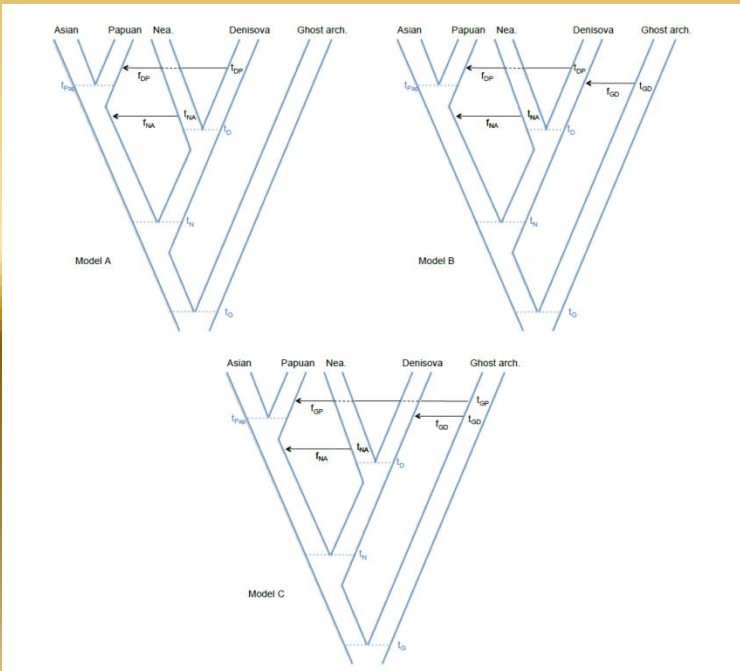 Asian Papuan Nea. Denisova Ghost arch.
tDP
fDP
tPap
tNA
fNA
tD
tN
Model A
tG
Asian Papuan Nea. Denisova Ghost arch.
tDP
fDP
tGD
fGD
tPap
tNA
fNA
tD
tN
Model B
tG
Asian Papuan Nea. Denisova Ghost arch.
tGP
fGP
tGD
fGD
tPap
tNA
fNA
tD
tN
Model C
tG